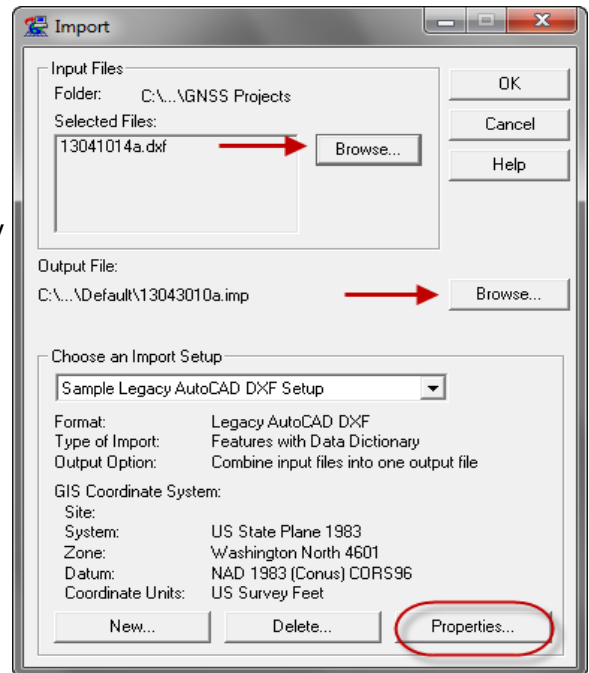 Import
Input Files
Folder: C:\...\GNSS Projects
Selected Files:
13041014a.dxf
Browse...
OK
Cancel
Help
y
Output File:
C:\...\Default\13043010a.imp
Browse...
Choose an Import Setup
Sample Legacy AutoCAD DXF Setup
Format: Legacy AutoCAD DXF
Type of Import: Features with Data Dictionary
Output Option: Combine input files into one output file
GIS Coordinate System:
Site:
System: US State Plane 1983
Zone: Washington North 4601
Datum: NAD 1983 (Conus) CORS96
Coordinate Units: US Survey Feet
New... Delete... Properties...